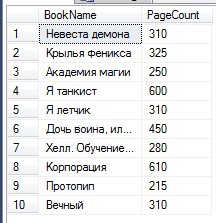 BookName PageCount
1 Невеста демона 310
2 Крылья феникса 325
3 Академия магии 250
4 Я танкист 600
5 Я летчик 310
6 Дочь воина, ил... 450
7 Хелл. Обучение... 280
8 Корпорация 610
9 Протопип 215
10 Вечный 310